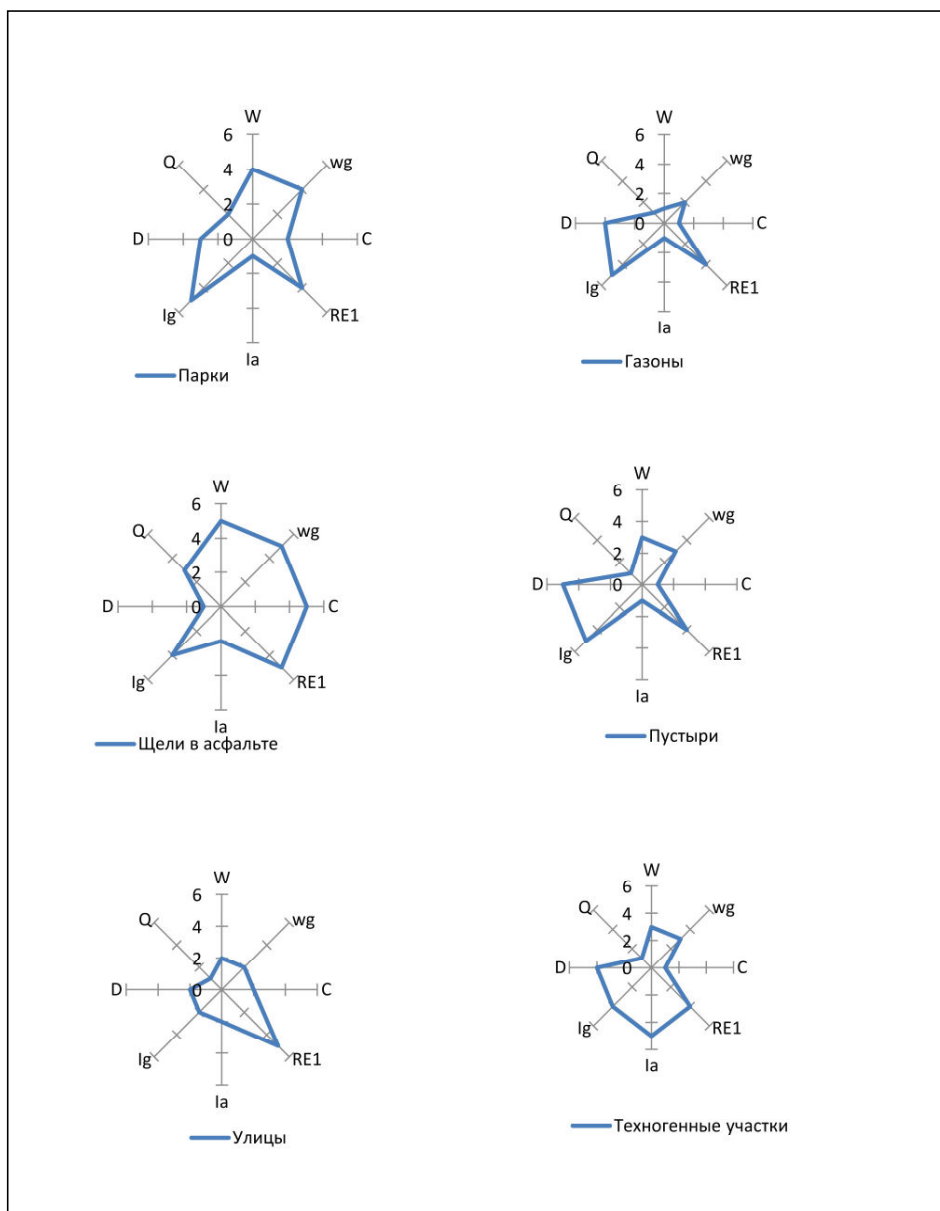 W
6
Q
wg
4
2
D
0
C
Ig
RE1
Ia
Парки
W
6
Q
wg
4
2
D
0
C
Ig
RE1
Ia
Газоны
W
6
Q
wg
4
2
D
0
C
Ig
RE1
Ia
Щели в асфальте
W
6
Q
wg
4
2
D
0
C
Ig
RE1
Ia
Пустыри
W
6
Q
wg
4
2
D
0
C
Ig
RE1
Ia
Улицы
W
6
Q
wg
4
2
D
0
C
Ig
RE1
Ia
Техногенные участки